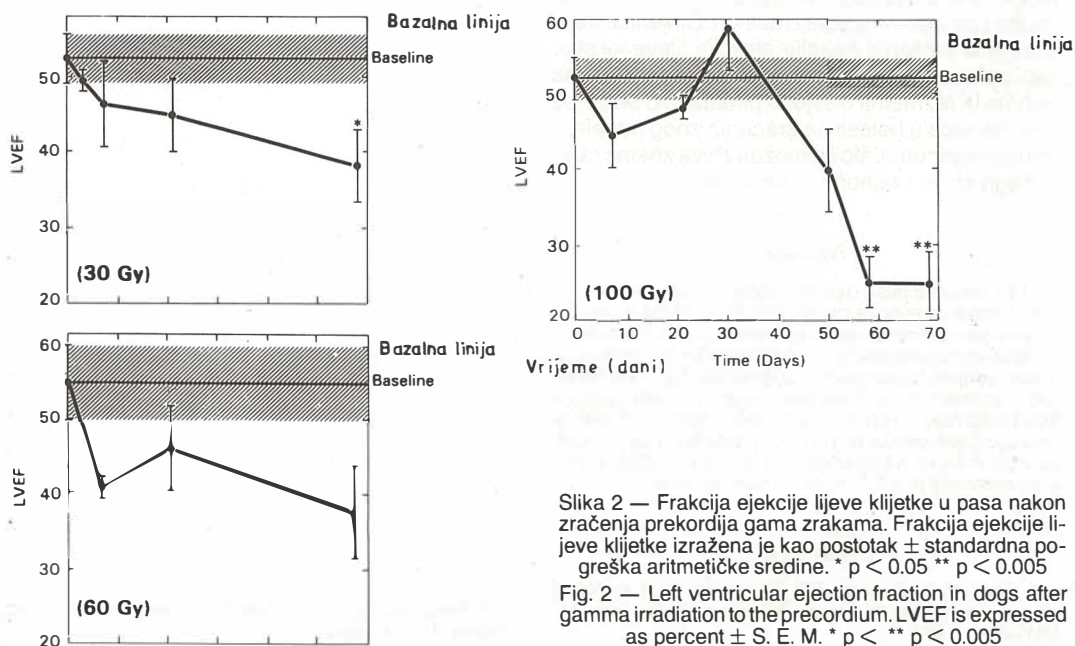 Bazalna linija
Baseline
50
40
30
20
LVEF
(30 Gy)
*
Bazalna linija
Baseline
60
50
40
30
20
LVEF
(60 Gy)
Bazalna linija
Baseline
60
50
40
30
20
LVEF
**
**
(100 Gy)
0 10 20 30 40 50 60 70
Vrijeme (dani) Time (Days)
Slika 2 — Frakcija ejekcije lijeve klijetke u pasa nakon
zračenja prekordija gama zrakama. Frakcija ejekcije li-
jeve klijetke izražena je kao postotak ± standardna po-
greška aritmetičke sredine. * p < 0.05 ** p < 0.005
Fig. 2 — Left ventricular ejection fraction in dogs after
gamma irradiation to the precordium. LVEF is expressed
as percent ± S. E. M. * p < ** p < 0.005